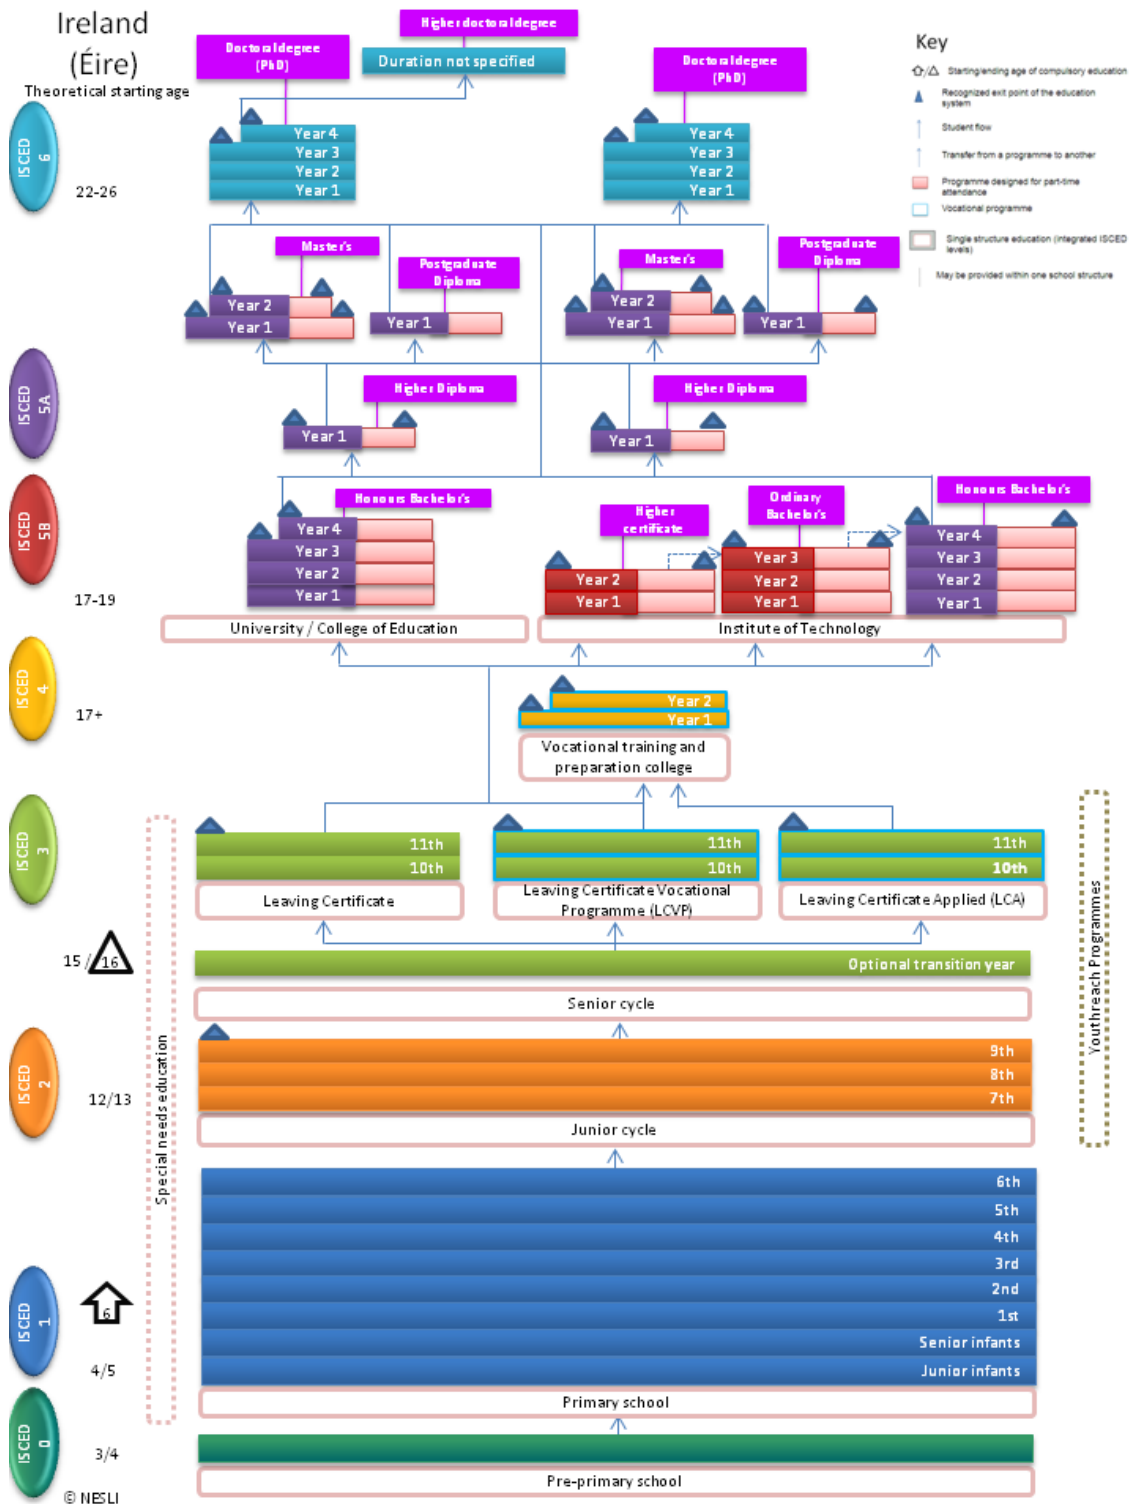 Ireland
(Éire)
Theoretical starting age
Higher doctoral degree
Duration not specified
Doctoral degree
(PhD)
Doctoral degree
(PhD)
Key
Starting/ending age of compulsory education
Recognized exit point of the education
system
Student flow
Transfer from a programme to another
Programme designed for part-time
attendance
Vocational programme
Single structure education (integrated ISCED
levels)
May be provided within one school structure
ISCED
6
22-26
Year 4
Year 3
Year 2
Year 1
Year 4
Year 3
Year 2
Year 1
Master's
Year 2
Year 1
Postgraduate
Diploma
Year 1
Master's
Year 2
Year 1
Postgraduate
Diploma
Year 1
ISCED
5A
Higher Diploma
Year 1
Higher Diploma
Year 1
ISCED
5B
17-19
Honours Bachelor's
Year 4
Year 3
Year 2
Year 1
Higher
certificate
Year 2
Year 1
Ordinary
Bachelor's
Year 3
Year 2
Year 1
Honours Bachelor's
Year 4
Year 3
Year 2
Year 1
University / College of Education
Institute of Technology
ISCED
4
17+
Year 2
Year 1
Vocational training and
preparation college
ISCED
3
11th
10th
Leaving Certificate
11th
10th
Leaving Certificate Vocational
Programme (LCVP)
11th
10th
Leaving Certificate Applied (LCA)
15 / 16
Optional transition year
Senior cycle
Special needs education
Youthreach Programmes
ISCED
2
12/13
9th
8th
7th
Junior cycle
ISCED
1
6
4/5
6th
5th
4th
3rd
2nd
1st
Senior infants
Junior infants
Primary school
ISCED
0
3/4
Pre-primary school
© NESLI